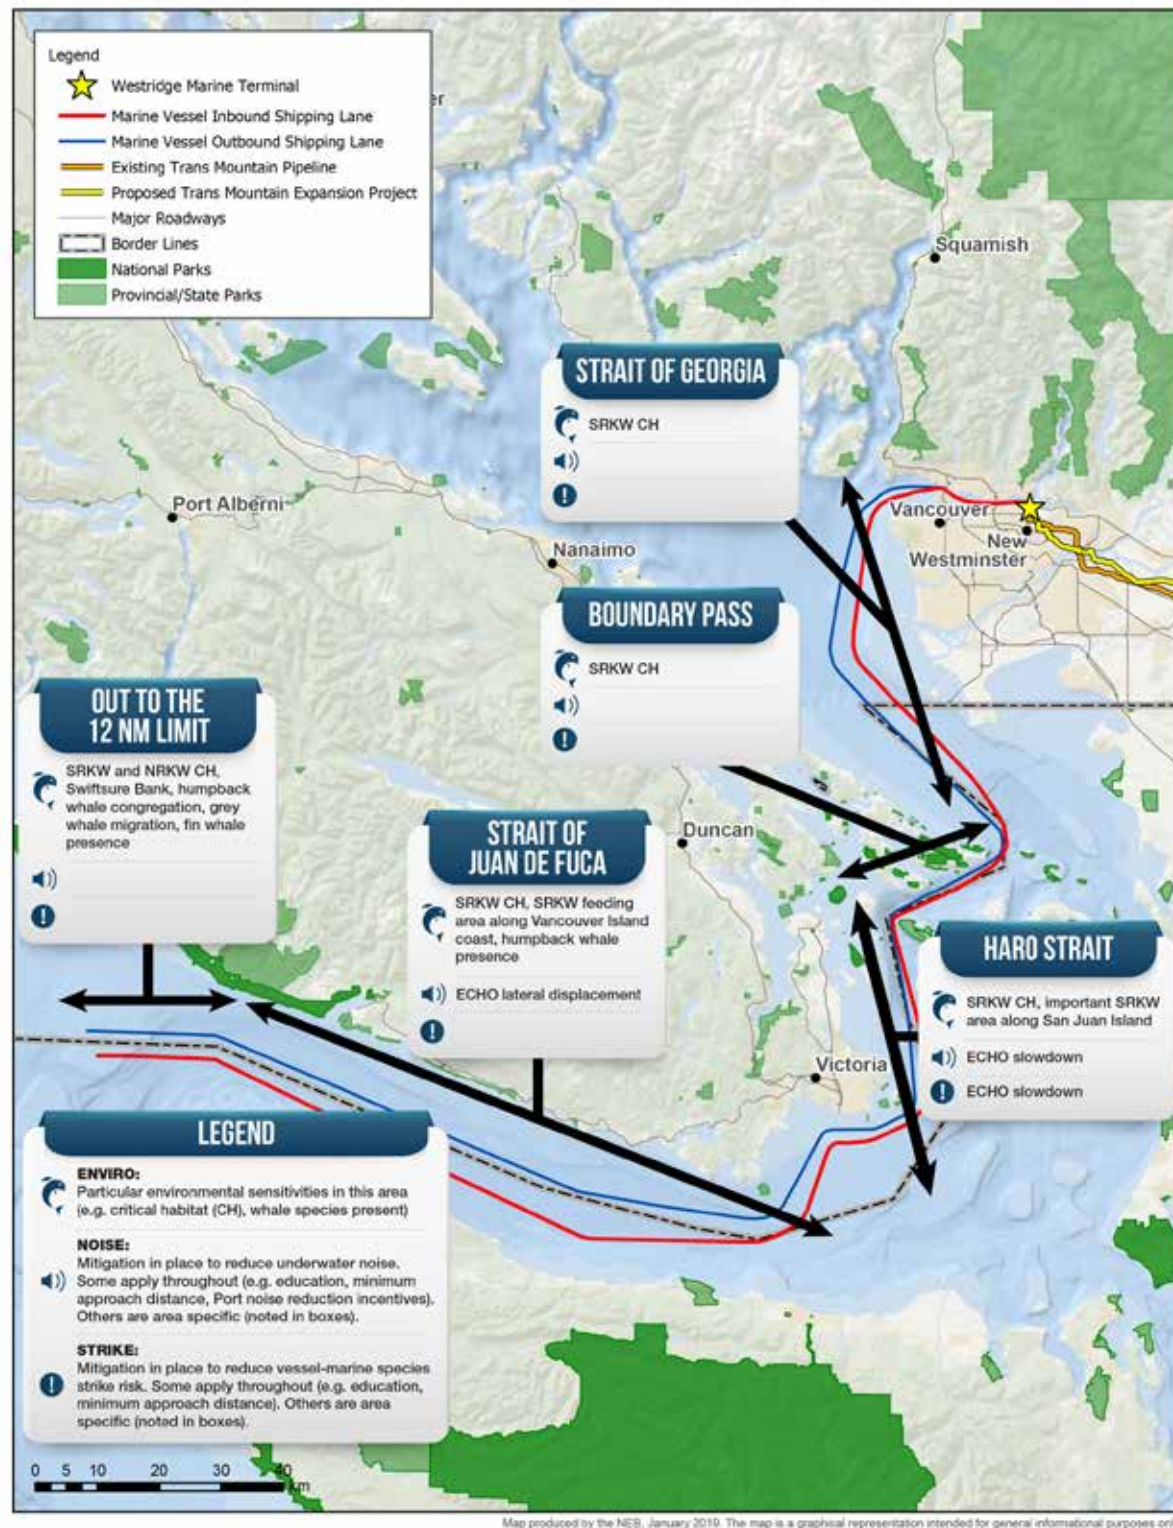 Legend
Westridge Marine Terminal
Marine Vessel Inbound Shipping Lane
Marine Vessel Outbound Shipping Lane
Existing Trans Mountain Pipeline
Proposed Trans Mountain Expansion Project
Major Roadways
Border Lines
National Parks
Provincial/State Parks
er
Squamish
STRAIT OF GEORGIA
SRKW CH
Port Alberni
Vancouver
New
Westminster
Nanaimo
BOUNDARY PASS
SRKW CH
OUT TO THE
12 NM LIMIT
SRKW and NRKW CH,
Swiftsure Bank, humpback
whale congregation, grey
whale migration, fin whale
presence
Duncan
STRAIT OF
JUAN DE FUCA
SRKW CH, SRKW feeding
area along Vancouver Island
coast, humpback whale
presence
ECHO lateral displacement
HARO STRAIT
SRKW CH, important SRKW
area along San Juan Island
ECHO slowdown
ECHO slowdown
Victoria
LEGEND
ENVIRO:
Particular environmental sensitivities in this area
(e.g. critical habitat (CH), whale species present)
NOISE:
Mitigation in place to reduce underwater noise.
Some apply throughout (e.g. education, minimum
approach distance, Port noise reduction incentives).
Others are area specific (noted in boxes).
STRIKE:
Mitigation in place to reduce vessel-marine species
strike risk. Some apply throughout (e.g. education,
minimum approach distance). Others are area
specific (noted in boxes).
0 5 10 20 30 40
km
Map produced by the NEB, January 2019. The map is a graphical representation intended for general informational purposes onl